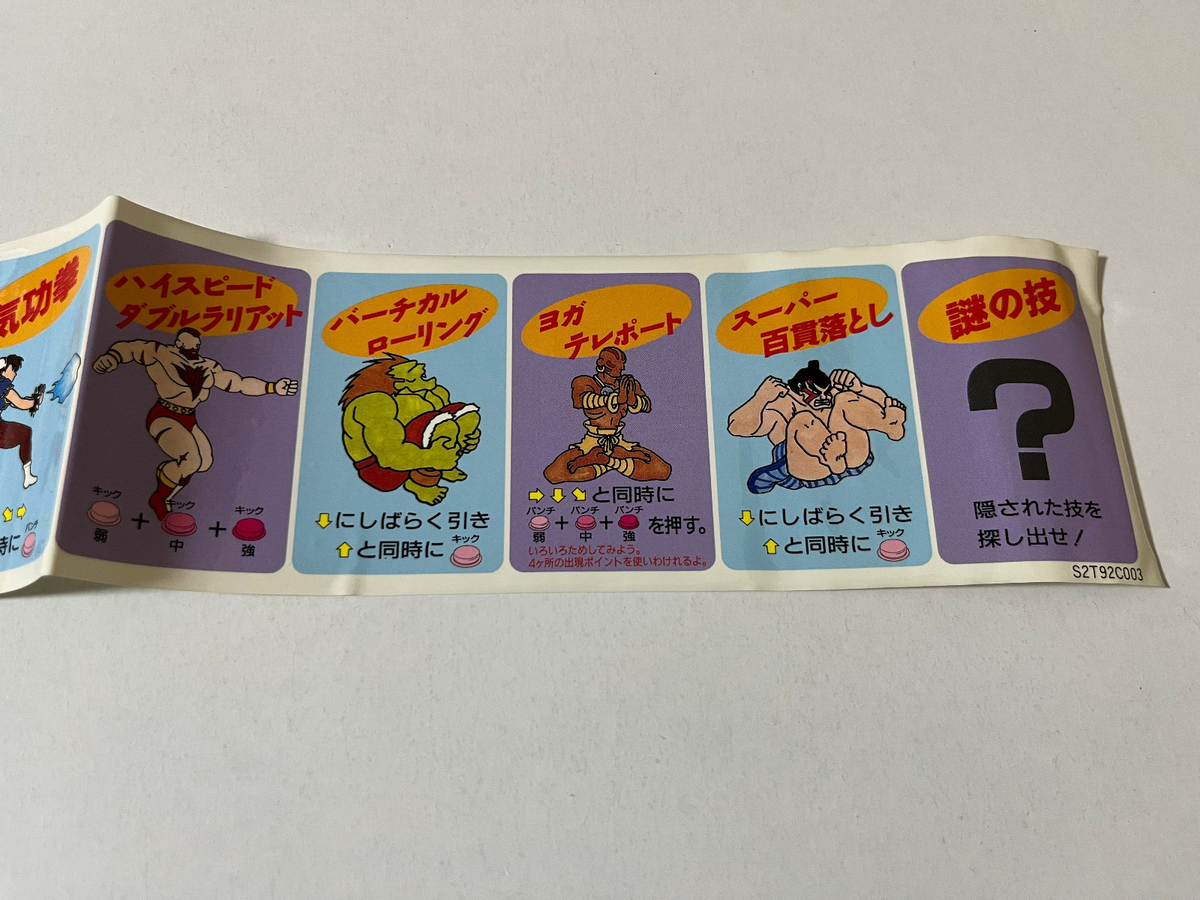 気功拳
⇧⇨
時に
パンチ
ハイスピード
ダブルラリアット
キック キック キック
+ +
弱 中 強
バーチカル
ローリング
⇩にしばらく引き
⇧と同時に
キック
ヨガ
テレポート
⇨⇩⬂と同時に
パンチ パンチ パンチ
+ + を押す。
弱 中 強
いろいろためしてみよう。
4ヶ所の出現ポイントを使いわけれるよ。
スーパー
百貫落とし
⇩にしばらく引き
⇧と同時に
キック
謎の技
?
隠された技を
探し出せ!
S2T92C003